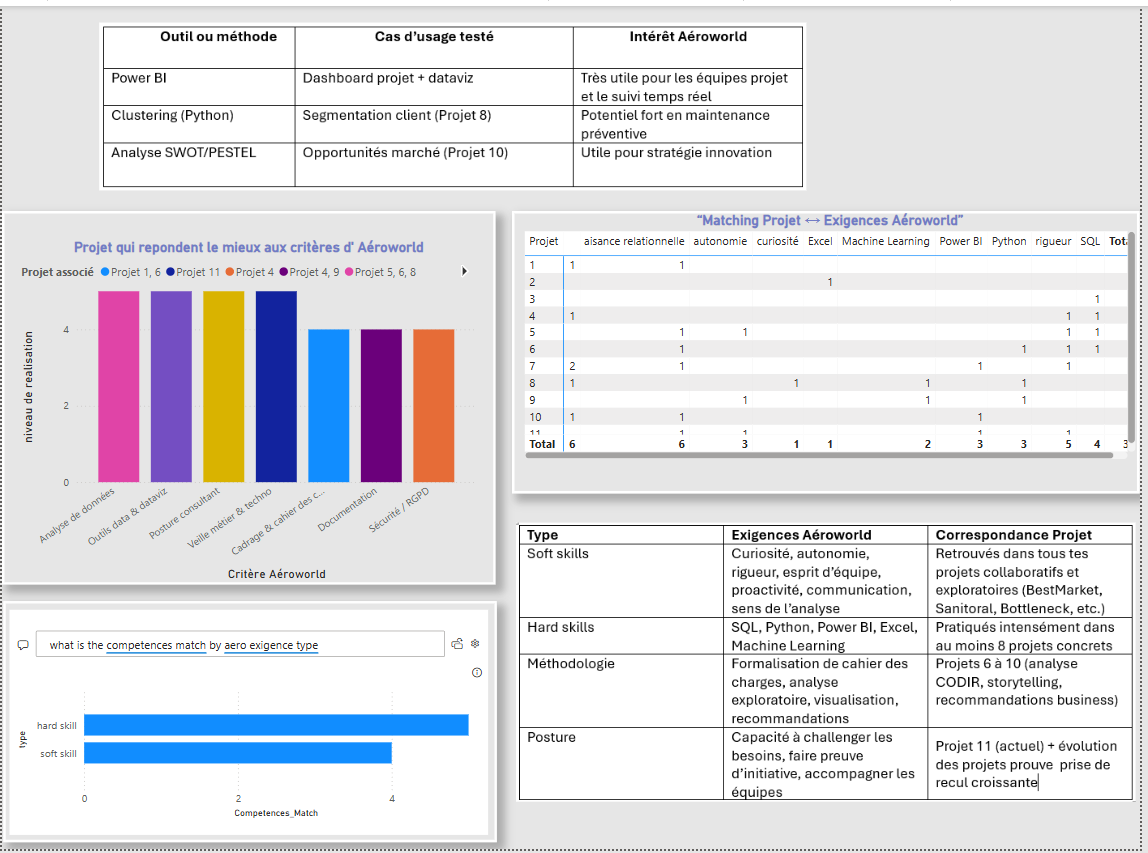 Outil ou méthode Cas d'usage testé Intérêt Aéroworld
Power BI Dashboard projet + dataviz Très utile pour les équipes projet
et le suivi temps réel
Clustering (Python) Segmentation client (Projet 8) Potentiel fort en maintenance
préventive
Analyse SWOT/PESTEL Opportunités marché (Projet 10) Utile pour stratégie innovation
Projet qui repondent le mieux aux critères d' Aéroworld
Projet associé Projet 1, 6 Projet 11 Projet 4 Projet 4, 9 Projet 5, 6, 8
niveau de realisation
4
2
0
Analyse de données
Outils data & dataviz
Posture consultant
Veille métier & techno
Cadrage & cahier des c...
Documentation
Sécurité / RGPD
Critère Aéroworld
"Matching Projet ↔ Exigences Aéroworld"
Projet aisance relationnelle autonomie curiosité Excel Machine Learning Power BI Python rigueur SQL Tota
1 1 1
2 1
3 1
4 1 1 1
5 1 1 1 1
6 1 1 1 1
7 2 1 1 1
8 1 1 1 1
9 1 1 1
10 1 1 1
11 1 1 1 1
Total 6 6 3 1 1 2 3 3 5 4 3
what is the competences match by aero exigence type
type
hard skill
soft skill
0 2 4
Competences_Match
Type Exigences Aéroworld Correspondance Projet
Soft skills Curiosité, autonomie, Retrouvés dans tous tes
rigueur, esprit d'équipe, projets collaboratifs et
proactivité, communication, exploratoires (BestMarket,
sens de l'analyse Sanitoral, Bottleneck, etc.)
Hard skills SQL, Python, Power BI, Excel, Pratiqués intensément dans
Machine Learning au moins 8 projets concrets
Méthodologie Formalisation de cahier des Projets 6 à 10 (analyse
charges, analyse CODIR, storytelling,
exploratoire, visualisation, recommandations business)
recommandations
Posture Capacité à challenger les
besoins, faire preuve Projet 11 (actuel) + évolution
d'initiative, accompagner les des projets prouve prise de
équipes recul croissante